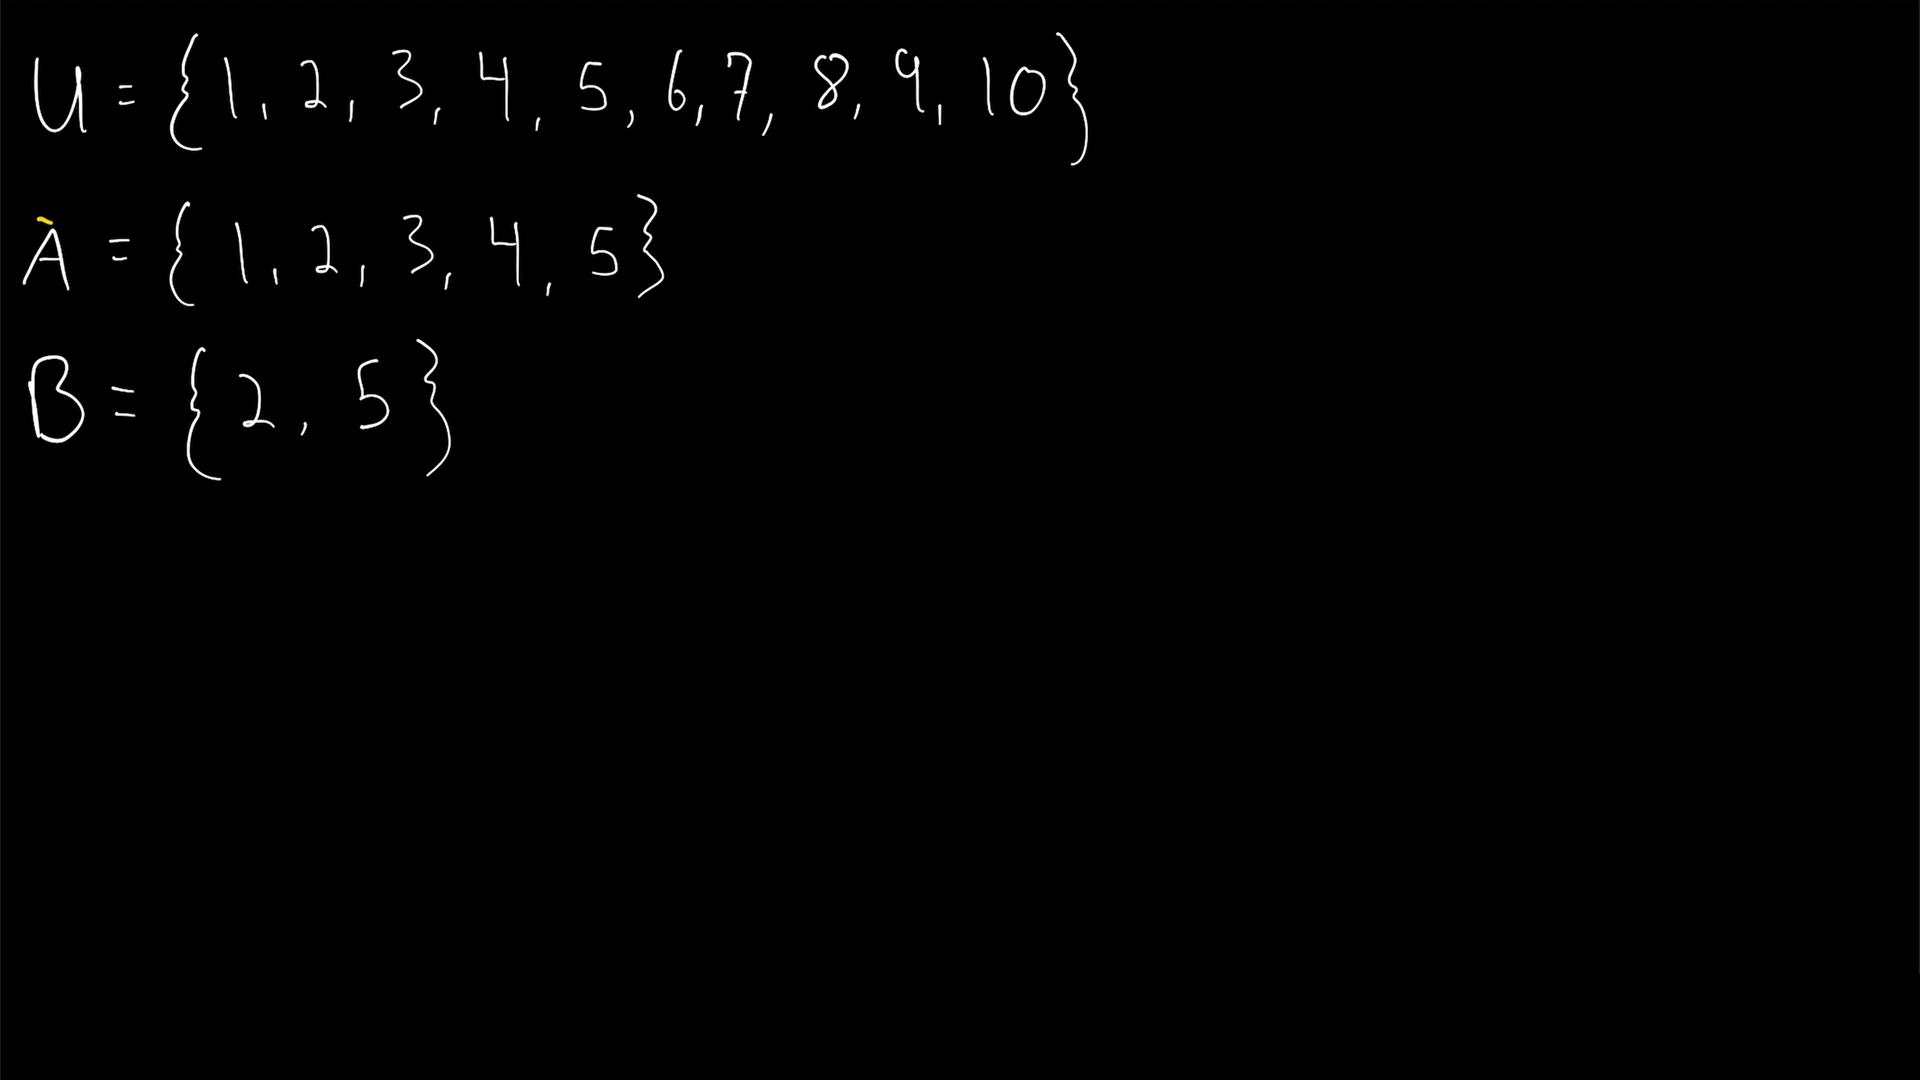 U = {1, 2, 3, 4, 5, 6, 7, 8, 9, 10}
A = {1, 2, 3, 4, 5}
B = {2, 5}